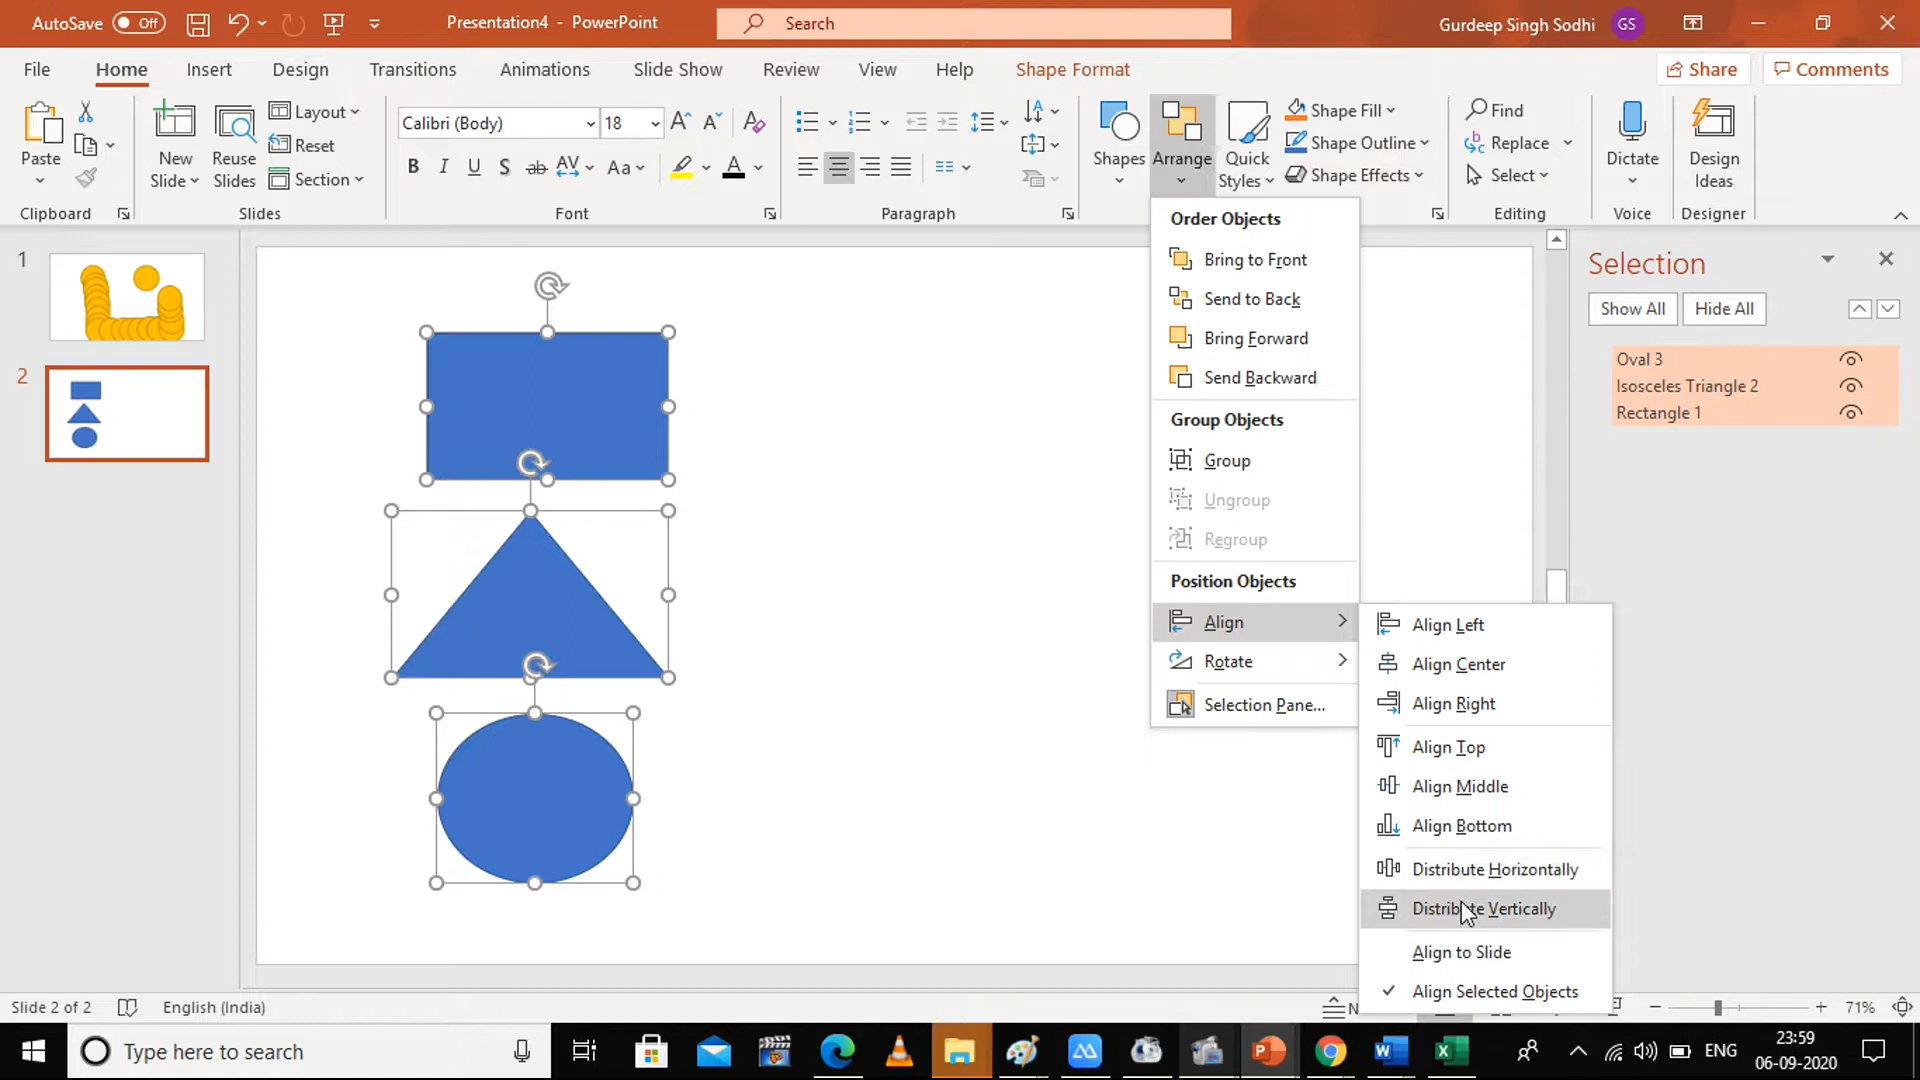 AutoSave Off Presentation4 - PowerPoint Search Gurdeep Singh Sodhi GS
File Home Insert Design Transitions Animations Slide Show Review View Help Shape Format Share Comments
Paste
Clipboard
New Slide
Reuse Slides
Layout
Reset
Section
Slides
Calibri (Body) 18
B I U S ab AV Aa A
Font
Paragraph
Shapes
Arrange
Quick Styles
Shape Fill
Shape Outline
Shape Effects
Find
Replace
Select
Editing
Dictate
Voice
Design Ideas
Designer
1
2
Order Objects
Bring to Front
Send to Back
Bring Forward
Send Backward
Group Objects
Group
Ungroup
Regroup
Position Objects
Align
Rotate
Selection Pane...
Align Left
Align Center
Align Right
Align Top
Align Middle
Align Bottom
Distribute Horizontally
Distribute Vertically
Align to Slide
Align Selected Objects
Selection
Show All Hide All
Oval 3
Isosceles Triangle 2
Rectangle 1
Slide 2 of 2 English (India) 71%
Type here to search
ENG
23:59
06-09-2020